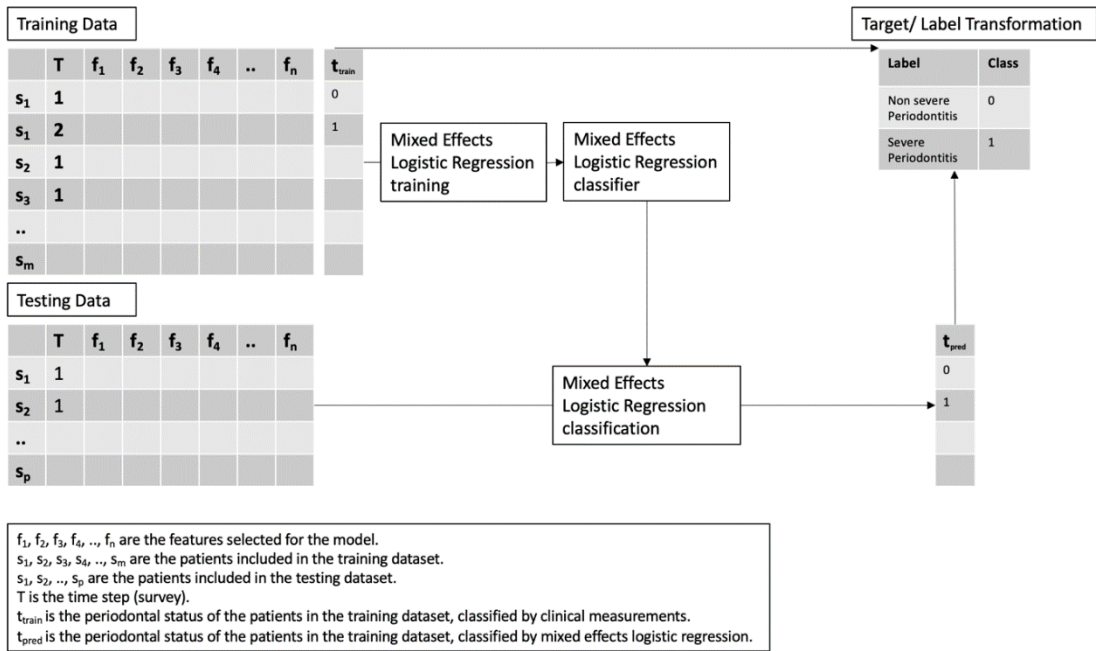 Training Data
Target/ Label Transformation
T f₁ f₂ f₃ f₄ .. fₙ
s₁ 1
s₁ 2
s₂ 1
s₃ 1
..
sₘ
t_train
0
1
Mixed Effects
Logistic Regression
training
Mixed Effects
Logistic Regression
classifier
Label Class
Non severe
Periodontitis 0
Severe
Periodontitis 1
Testing Data
T f₁ f₂ f₃ f₄ .. fₙ
s₁ 1
s₂ 1
..
sₚ
Mixed Effects
Logistic Regression
classification
t_pred
0
1
f₁, f₂, f₃, f₄, .., fₙ are the features selected for the model.
s₁, s₂, s₃, s₄, .., sₘ are the patients included in the training dataset.
s₁, s₂, .., sₚ are the patients included in the testing dataset.
T is the time step (survey).
t_train is the periodontal status of the patients in the training dataset, classified by clinical measurements.
t_pred is the periodontal status of the patients in the training dataset, classified by mixed effects logistic regression.